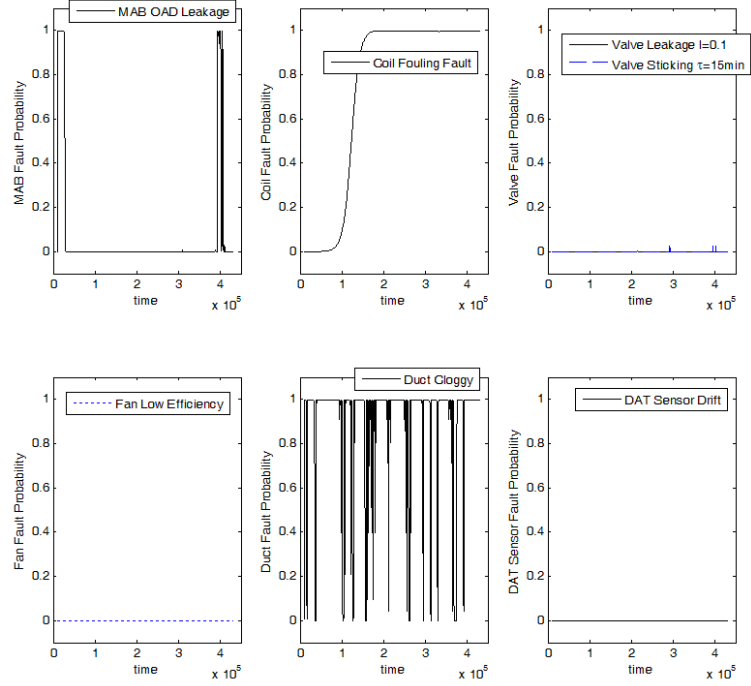 MAB OAD Leakage
1
0.8
0.6
0.4
0.2
0
MAB Fault Probability
0 1 2 3 4
time
x 10^5
Coil Fouling Fault
1
0.8
0.6
0.4
0.2
0
Coil Fault Probability
0 1 2 3 4
time
x 10^5
Valve Leakage l=0.1
Valve Sticking τ=15min
1
0.8
0.6
0.4
0.2
0
Valve Fault Probability
0 1 2 3 4
time
x 10^5
Fan Low Efficiency
1
0.8
0.6
0.4
0.2
0
Fan Fault Probability
0 1 2 3 4
time
x 10^5
Duct Gloggy
1
0.8
0.6
0.4
0.2
0
Duct Fault Probability
0 1 2 3 4
time
x 10^5
DAT Sensor Drift
1
0.8
0.6
0.4
0.2
0
DAT Sensor Fault Probability
0 1 2 3 4
time
x 10^5